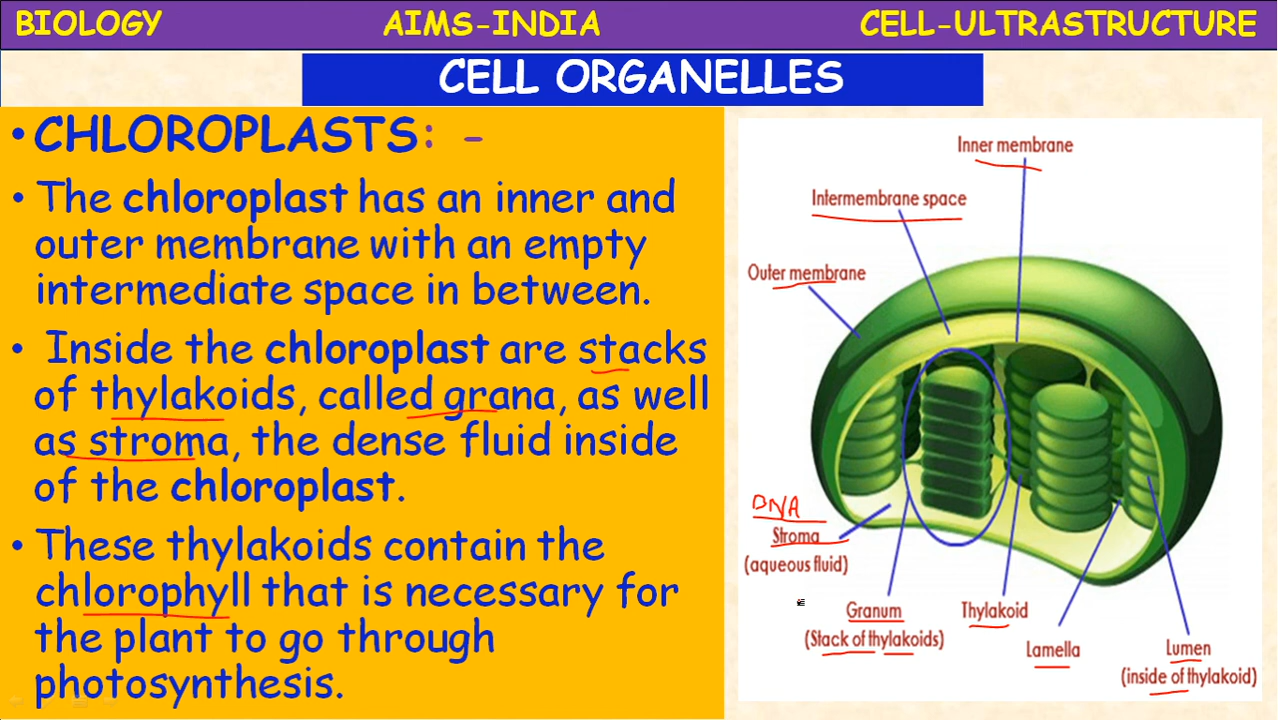 BIOLOGY AIMS-INDIA CELL-ULTRASTRUCTURE
CELL ORGANELLES
• CHLOROPLASTS: -
• The chloroplast has an inner and
outer membrane with an empty
intermediate space in between.
• Inside the chloroplast are stacks
of thylakoids, called grana, as well
as stroma, the dense fluid inside
of the chloroplast.
• These thylakoids contain the
chlorophyll that is necessary for
the plant to go through
photosynthesis.
Inner membrane
Intermembrane space
Outer membrane
DNA
Stroma
(aqueous fluid)
Granum
(Stack of thylakoids)
Thylakoid
Lamella
Lumen
(inside of thylakoid)